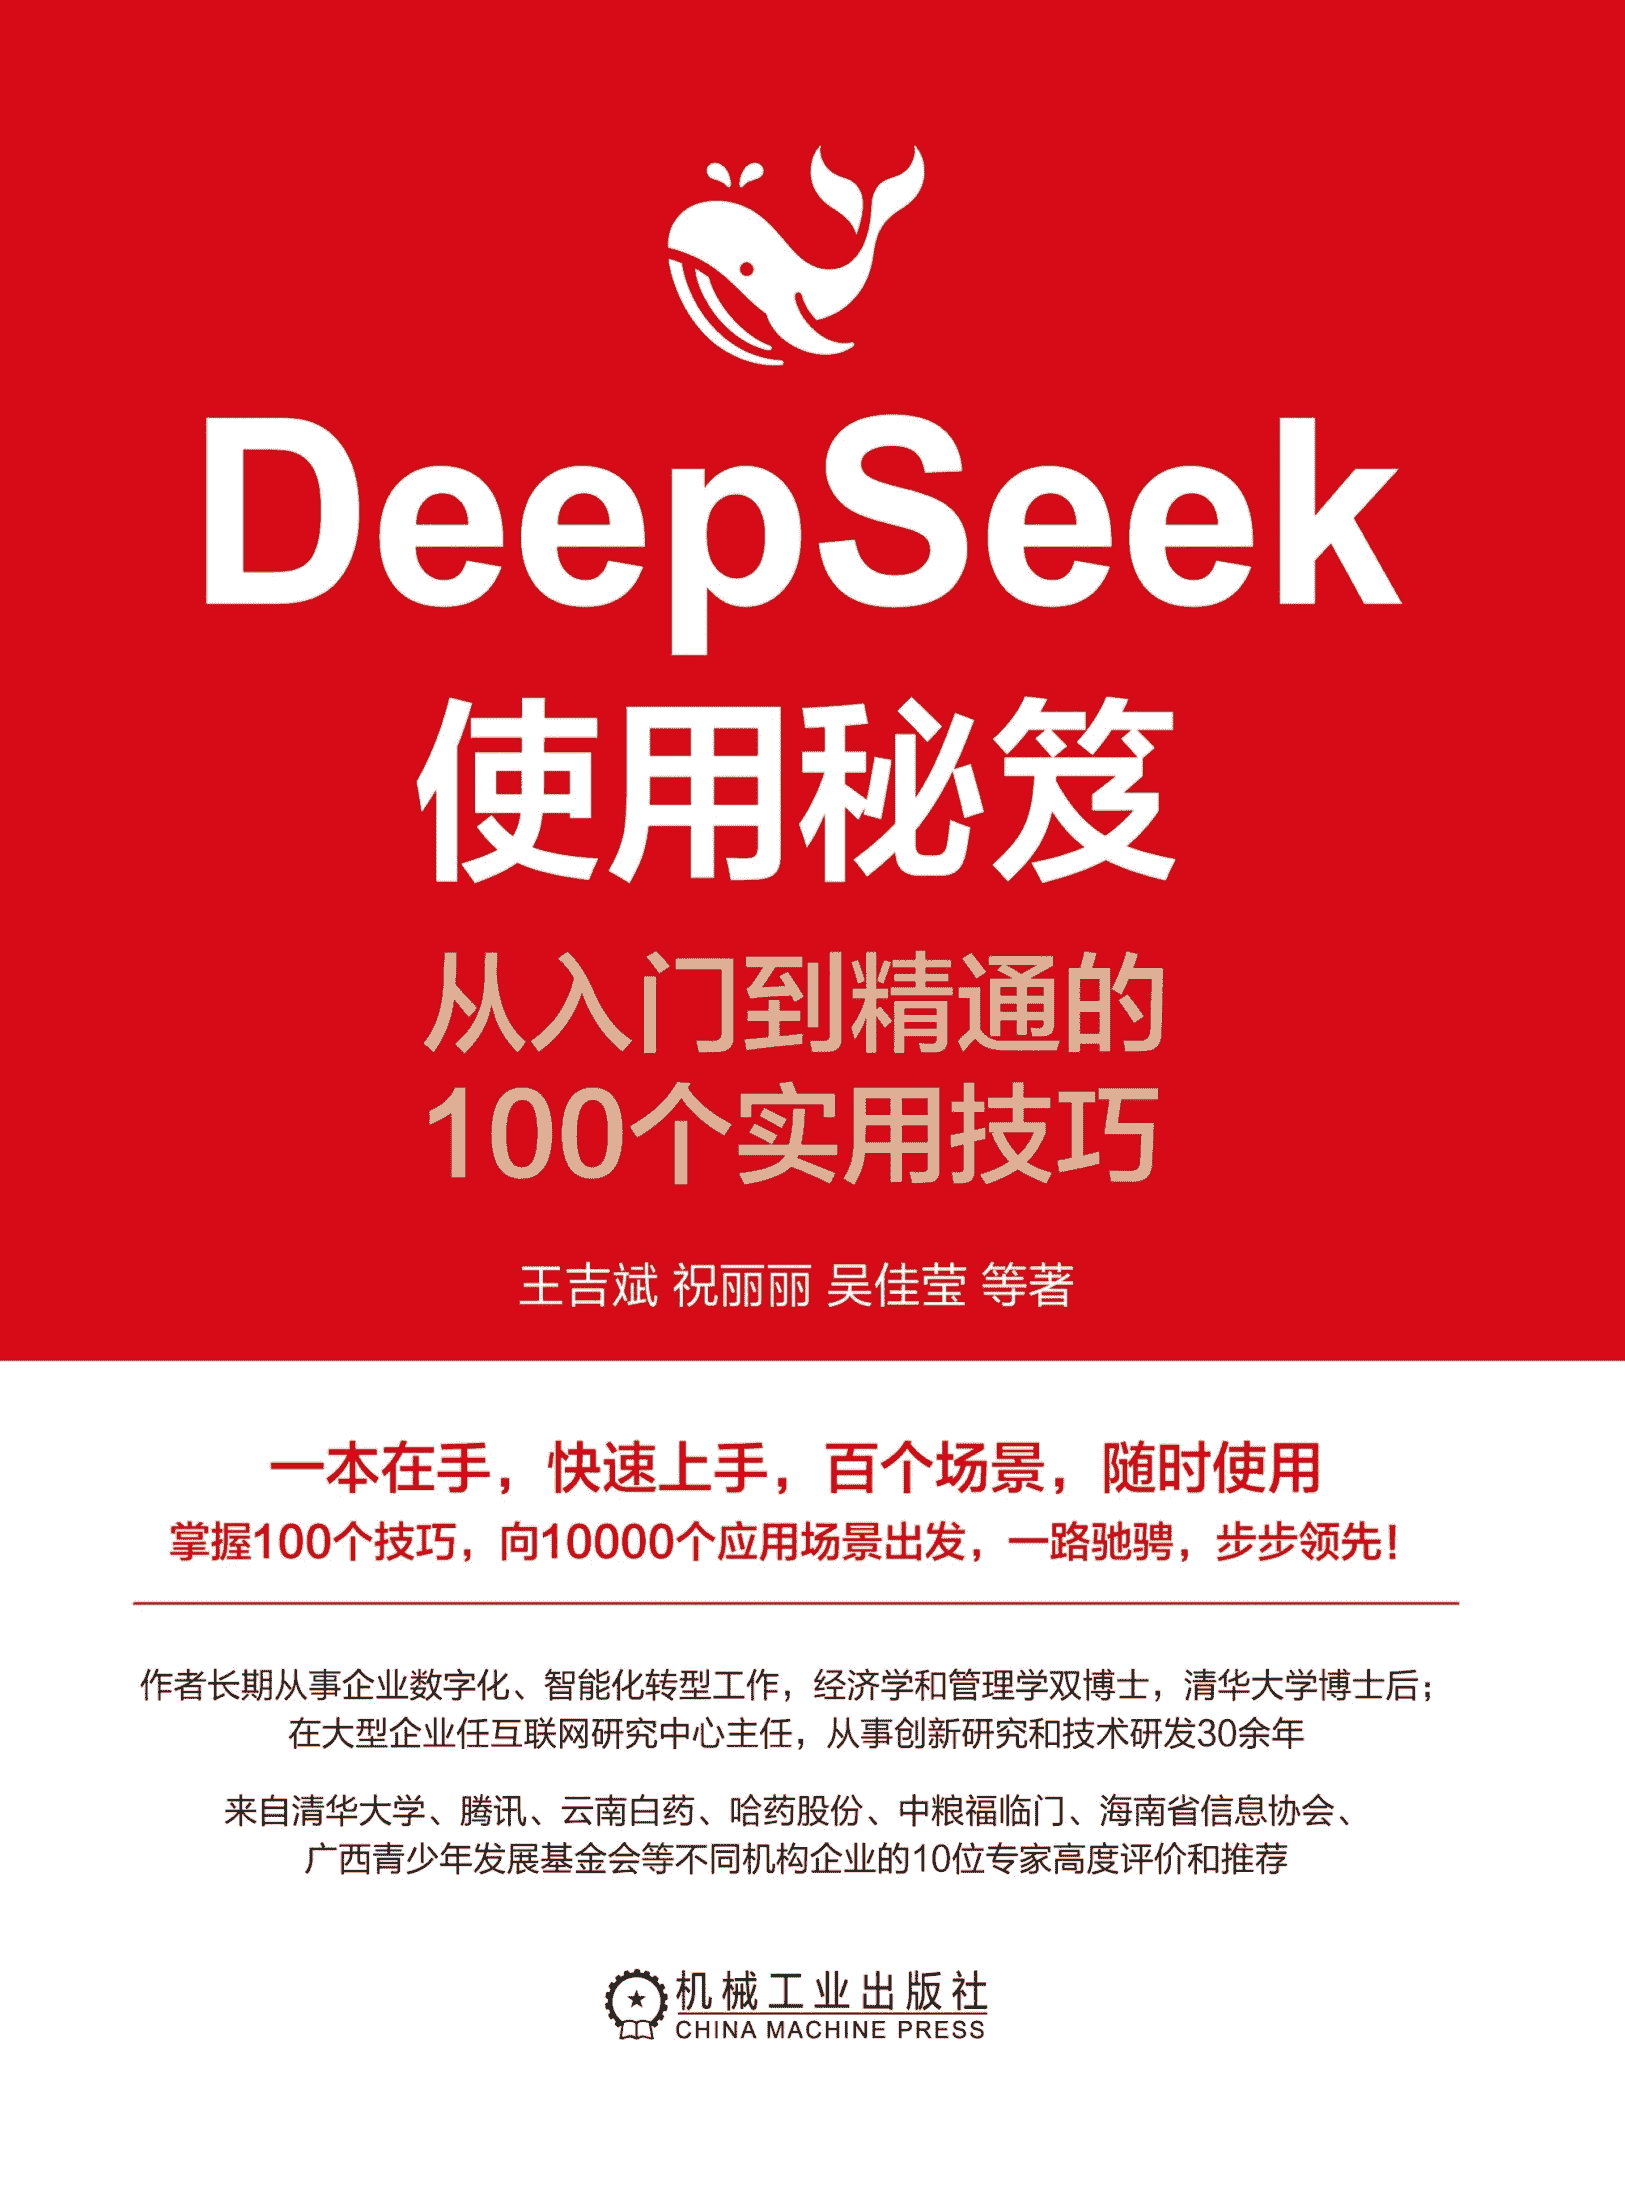 DeepSeek
使用秘笈
从入门到精通的
100个实用技巧
王吉斌 祝丽丽 吴佳莹 等著
一本在手，快速上手，百个场景，随时使用
掌握100个技巧，向10000个应用场景出发，一路驰骋，步步领先！
作者长期从事企业数字化、智能化转型工作，经济学和管理学双博士，清华大学博士后；
在大型企业任互联网研究中心主任，从事创新研究和技术研发30余年
来自清华大学、腾讯、云南白药、哈药股份、中粮福临门、海南省信息协会、
广西青少年发展基金会等不同机构企业的10位专家高度评价和推荐
机械工业出版社
CHINA MACHINE PRESS